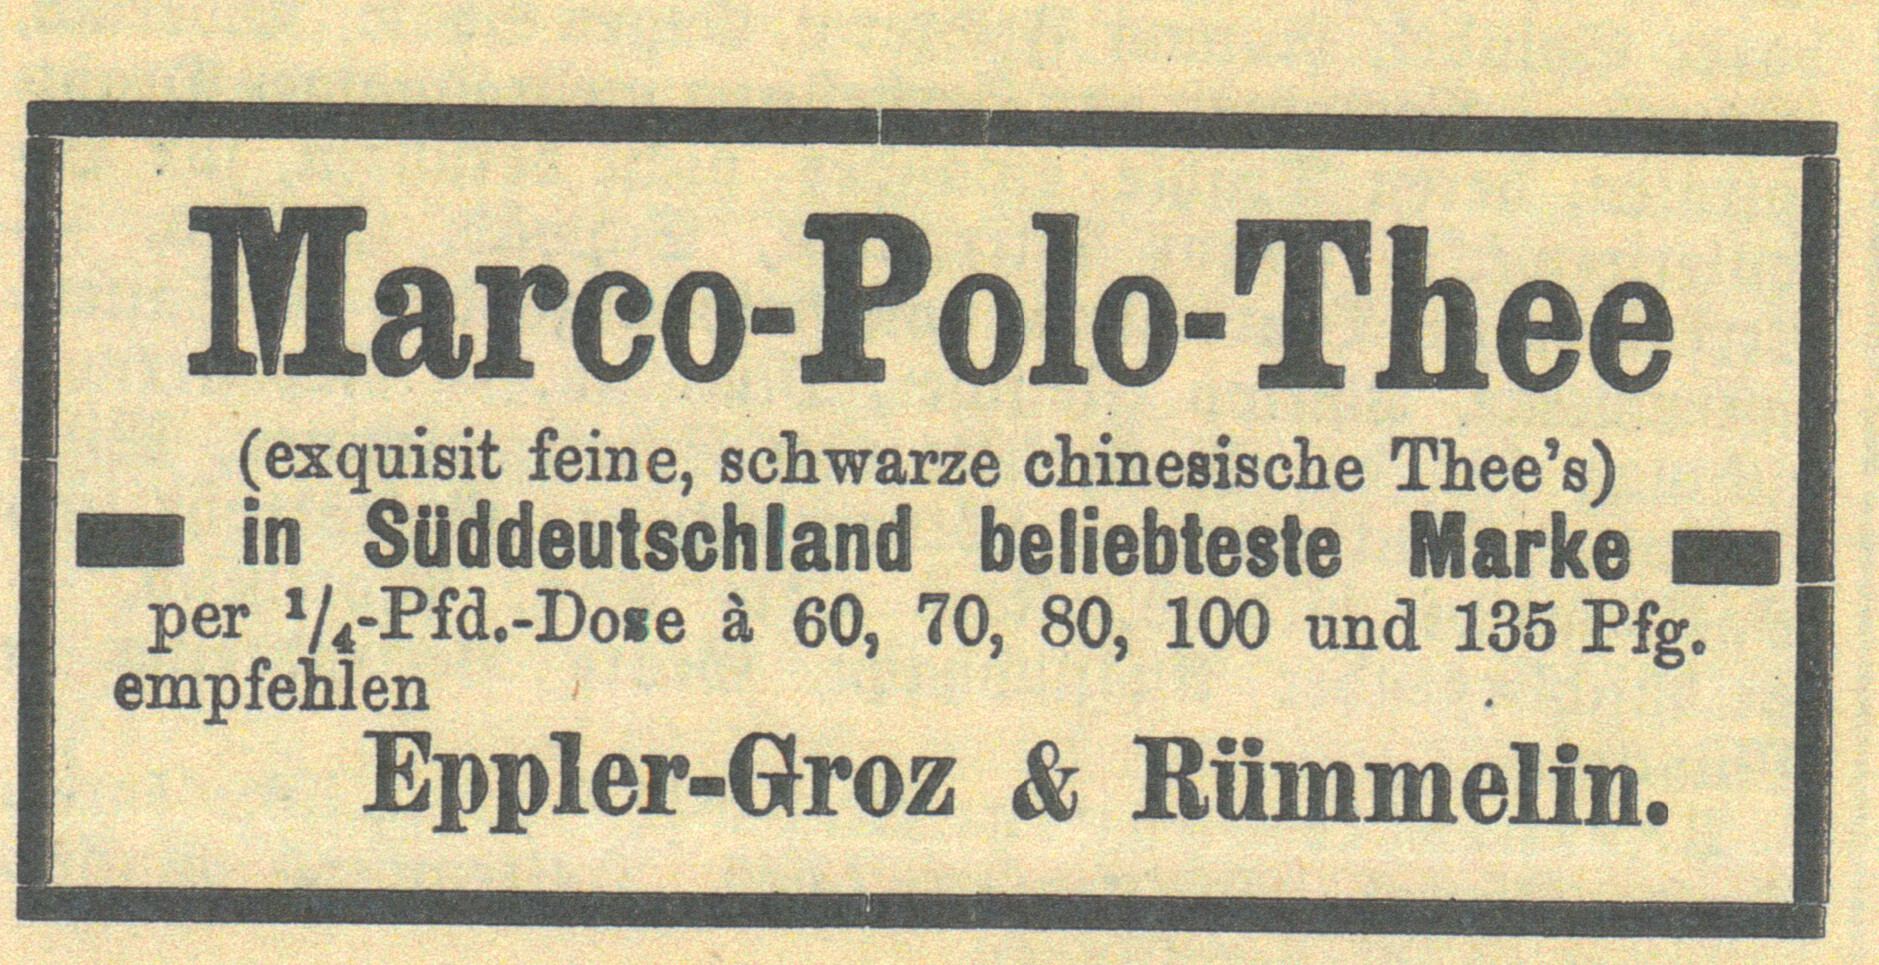 Marco-Polo-Thee
(exquisit feine, schwarze chinesische Thee's)
in Süddeutschland beliebteste Marke
per 1/4-Pfd.-Dose à 60, 70, 80, 100 und 135 Pfg.
empfehlen
Eppler-Groz & Rümmelin.